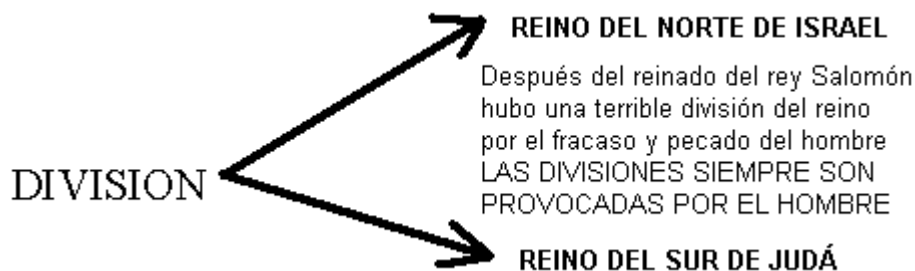 REINO DEL NORTE DE ISRAEL
Después del reinado del rey Salomón
hubo una terrible división del reino
por el fracaso y pecado del hombre
LAS DIVISIONES SIEMPRE SON
PROVOCADAS POR EL HOMBRE
DIVISION
REINO DEL SUR DE JUDÁ